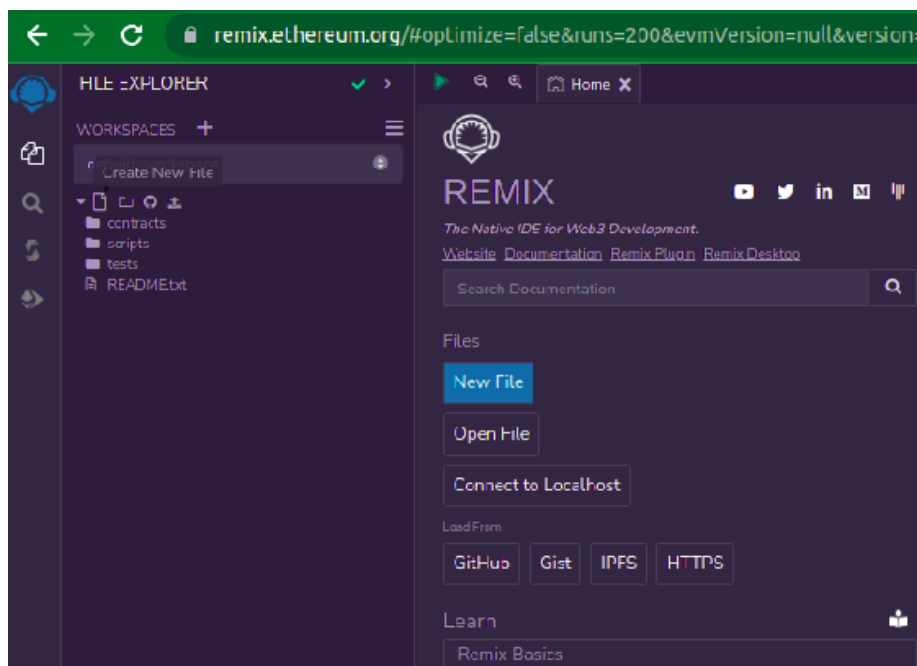 remix.ethereum.org/#optimize=false&runs=200&evmVersion=null&version=
FILE EXPLORER
WORKSPACES
Create New File
contracts
scripts
tests
README.txt
Home
REMIX
The Native IDE for Web3 Development.
Website Documentation Remix Plugin Remix Desktop
Search Documentation
Files
New File
Open File
Connect to Localhost
Load From
GitHub Gist IPFS HTTPS
Learn
Remix Basics